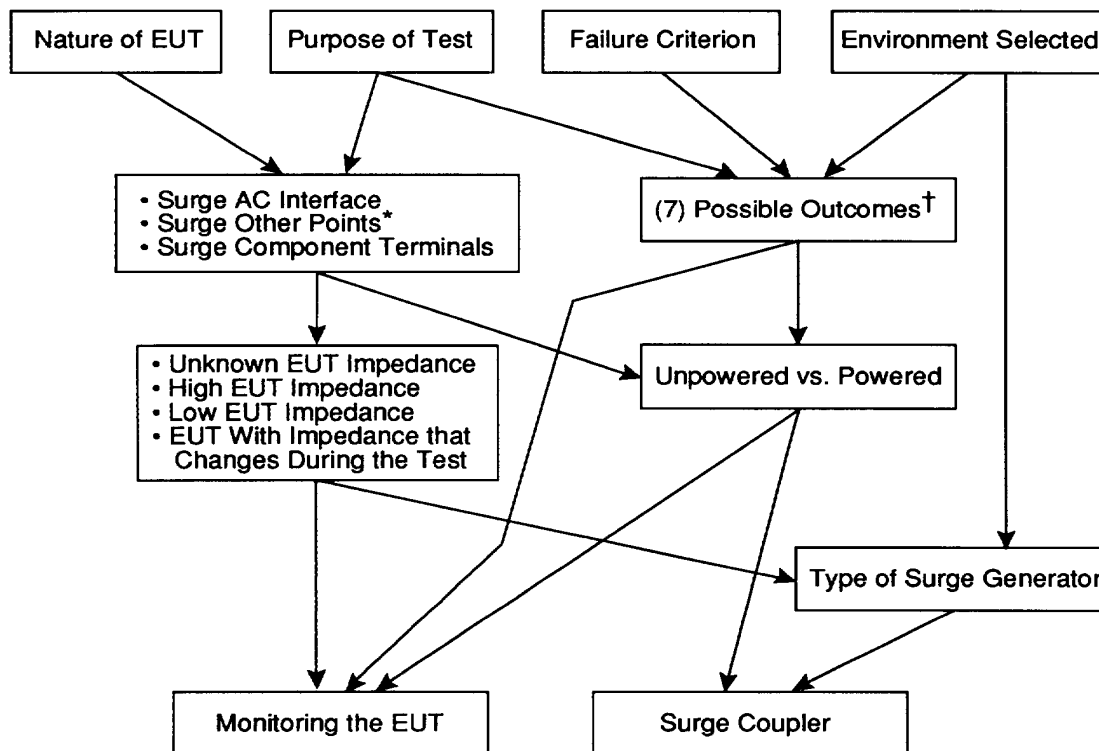 Nature of EUT
Purpose of Test
Failure Criterion
Environment Selected
• Surge AC Interface
• Surge Other Points*
• Surge Component Terminals
(7) Possible Outcomes†
• Unknown EUT Impedance
• High EUT Impedance
• Low EUT Impedance
• EUT With Impedance that
Changes During the Test
Unpowered vs. Powered
Type of Surge Generator
Monitoring the EUT
Surge Coupler